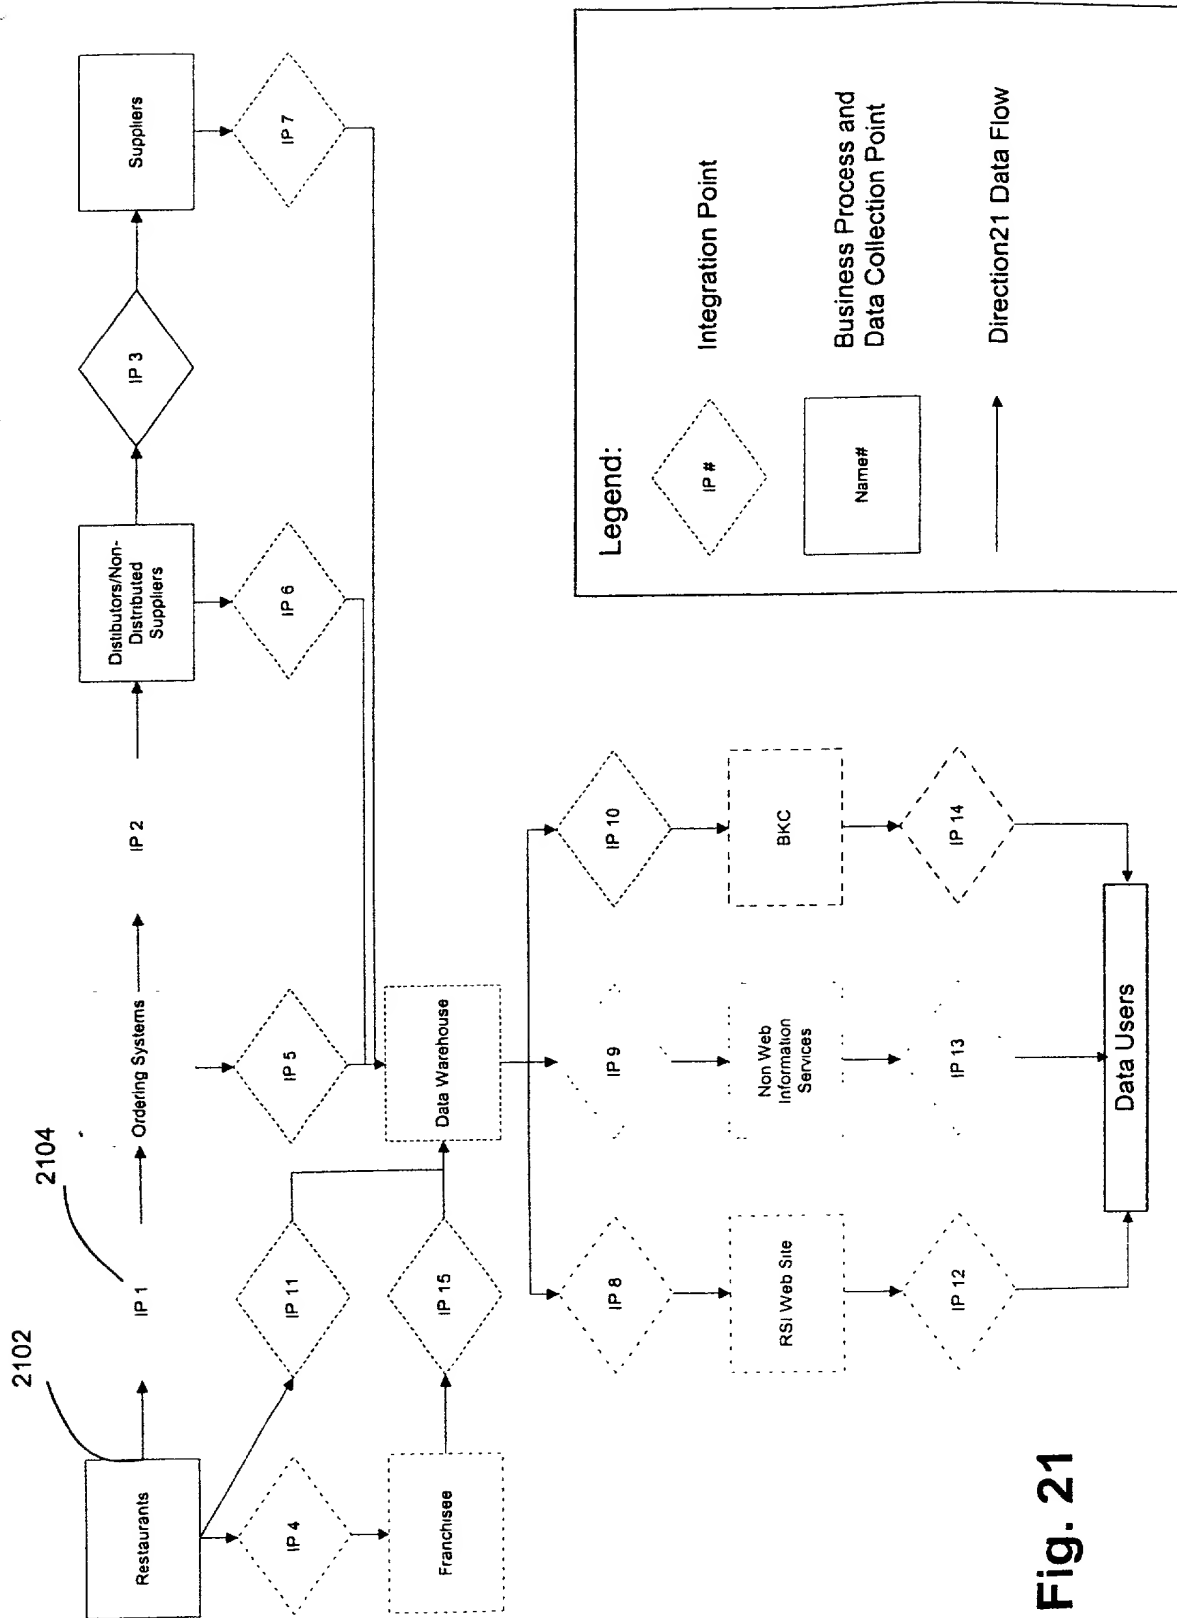 2102
2104
Restaurants
IP 1
Ordering Systems
IP 2
Distibutors/Non-
Distributed
Suppliers
IP 3
Suppliers
IP 4
IP 11
IP 5
IP 6
IP 7
Franchisee
IP 15
Data Warehouse
IP 8
IP 9
IP 10
RSI Web Site
Non Web
Information
Services
BKC
IP 12
IP 13
IP 14
Data Users
Legend:
IP #
Integration Point
Name#
Business Process and
Data Collection Point
Direction21 Data Flow
Fig. 21